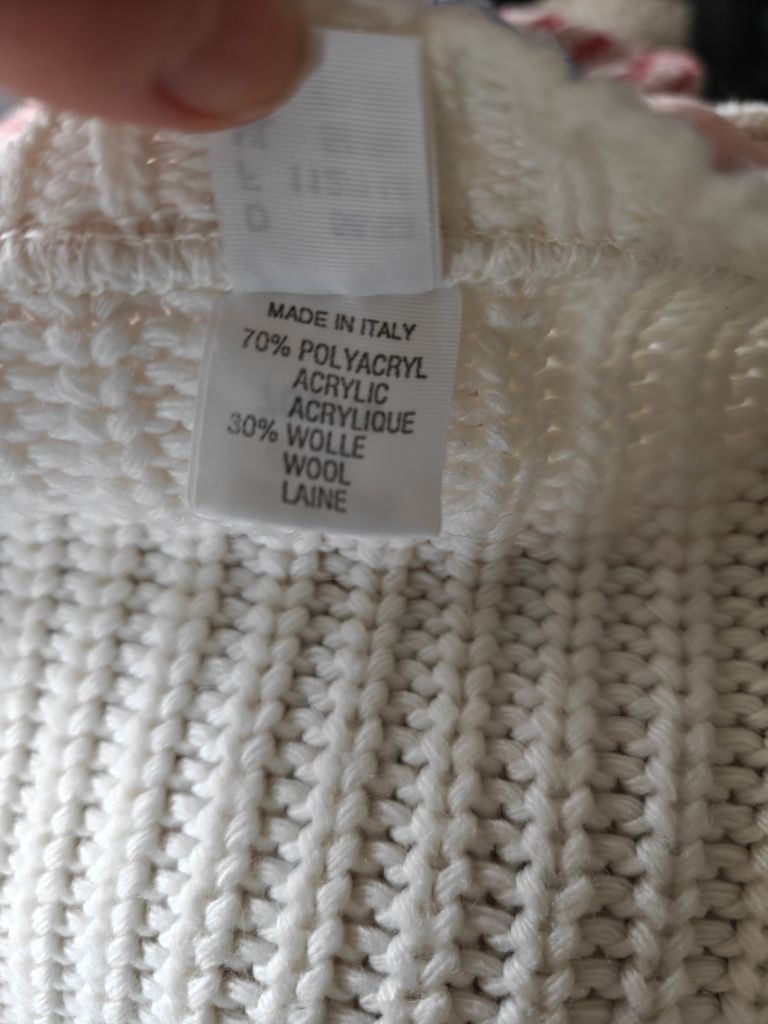 MADE IN ITALY
70% POLYACRYL
ACRYLIC
ACRYLIQUE
30% WOLLE
WOOL
LAINE